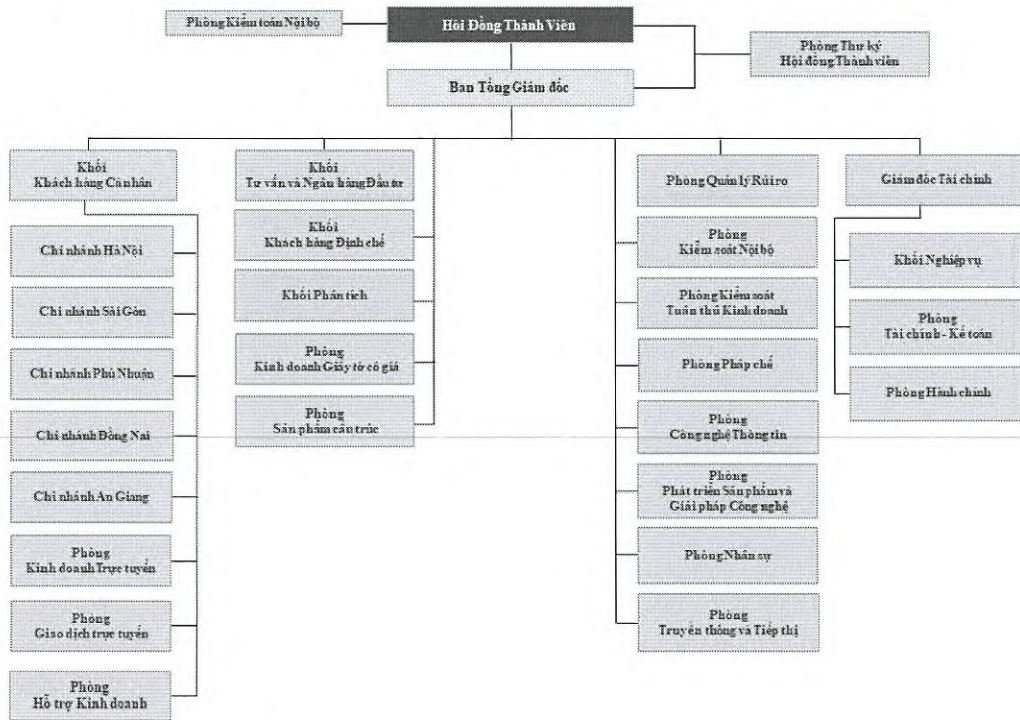 Phòng Kiểm toán Nội bộ
Hội Đồng Thành Viên
Phòng Thư ký
Hội đồng Thành viên
Ban Tổng Giám đốc
Khối
Khách hàng Cá nhân
Chi nhánh Hà Nội
Chi nhánh Sài Gòn
Chi nhánh Phú Nhuận
Chi nhánh Đồng Nai
Chi nhánh An Giang
Phòng
Kinh doanh Trực tuyến
Phòng
Giao dịch trực tuyến
Phòng
Hỗ trợ Kinh doanh
Khối
Tư vấn và Ngân hàng Đầu tư
Khối
Khách hàng Định chế
Khối Phân tích
Phòng
Kinh doanh Giấy tờ có giá
Phòng
Sản phẩm cấu trúc
Phòng Quản lý Rủi ro
Phòng
Kiểm soát Nội bộ
Phòng Kiểm soát
Tuân thủ Kinh doanh
Phòng Pháp chế
Phòng
Công nghệ Thông tin
Phòng
Phát triển Sản phẩm và
Giải pháp Công nghệ
Phòng Nhân sự
Phòng
Truyền thông và Tiếp thị
Giám đốc Tài chính
Khối Nghiệp vụ
Phòng
Tài chính - Kế toán
Phòng Hành chính